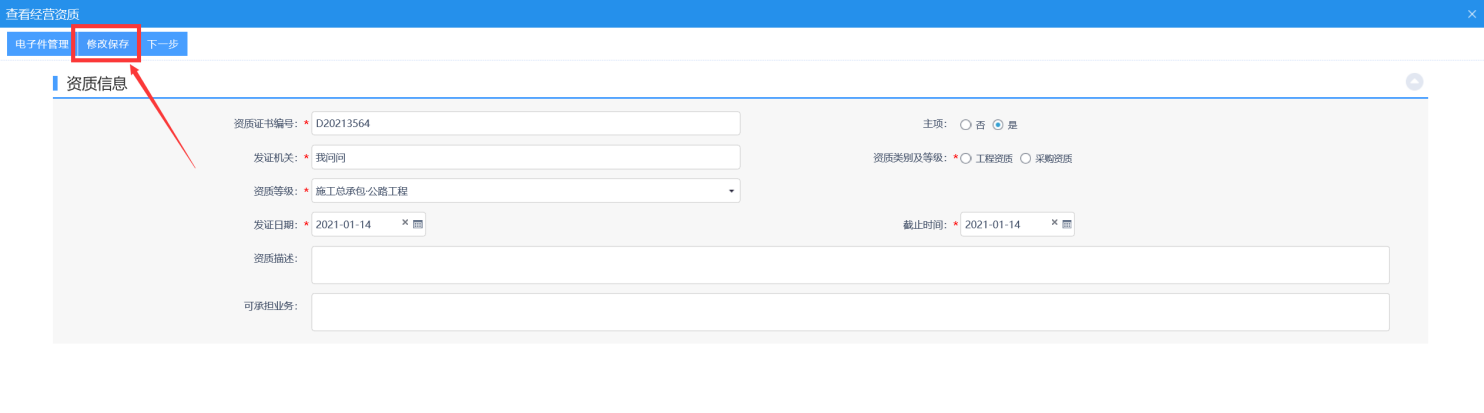 查看经营资质
电子件管理 修改保存 下一步
资质信息
资质证书编号: * D20213564 主项: 否 是
发证机关: * 我问问 资质类别及等级: * 工程资质 采购资质
资质等级: * 施工总承包·公路工程
发证日期: * 2021-01-14 截止时间: * 2021-01-14
资质描述:
可承担业务: